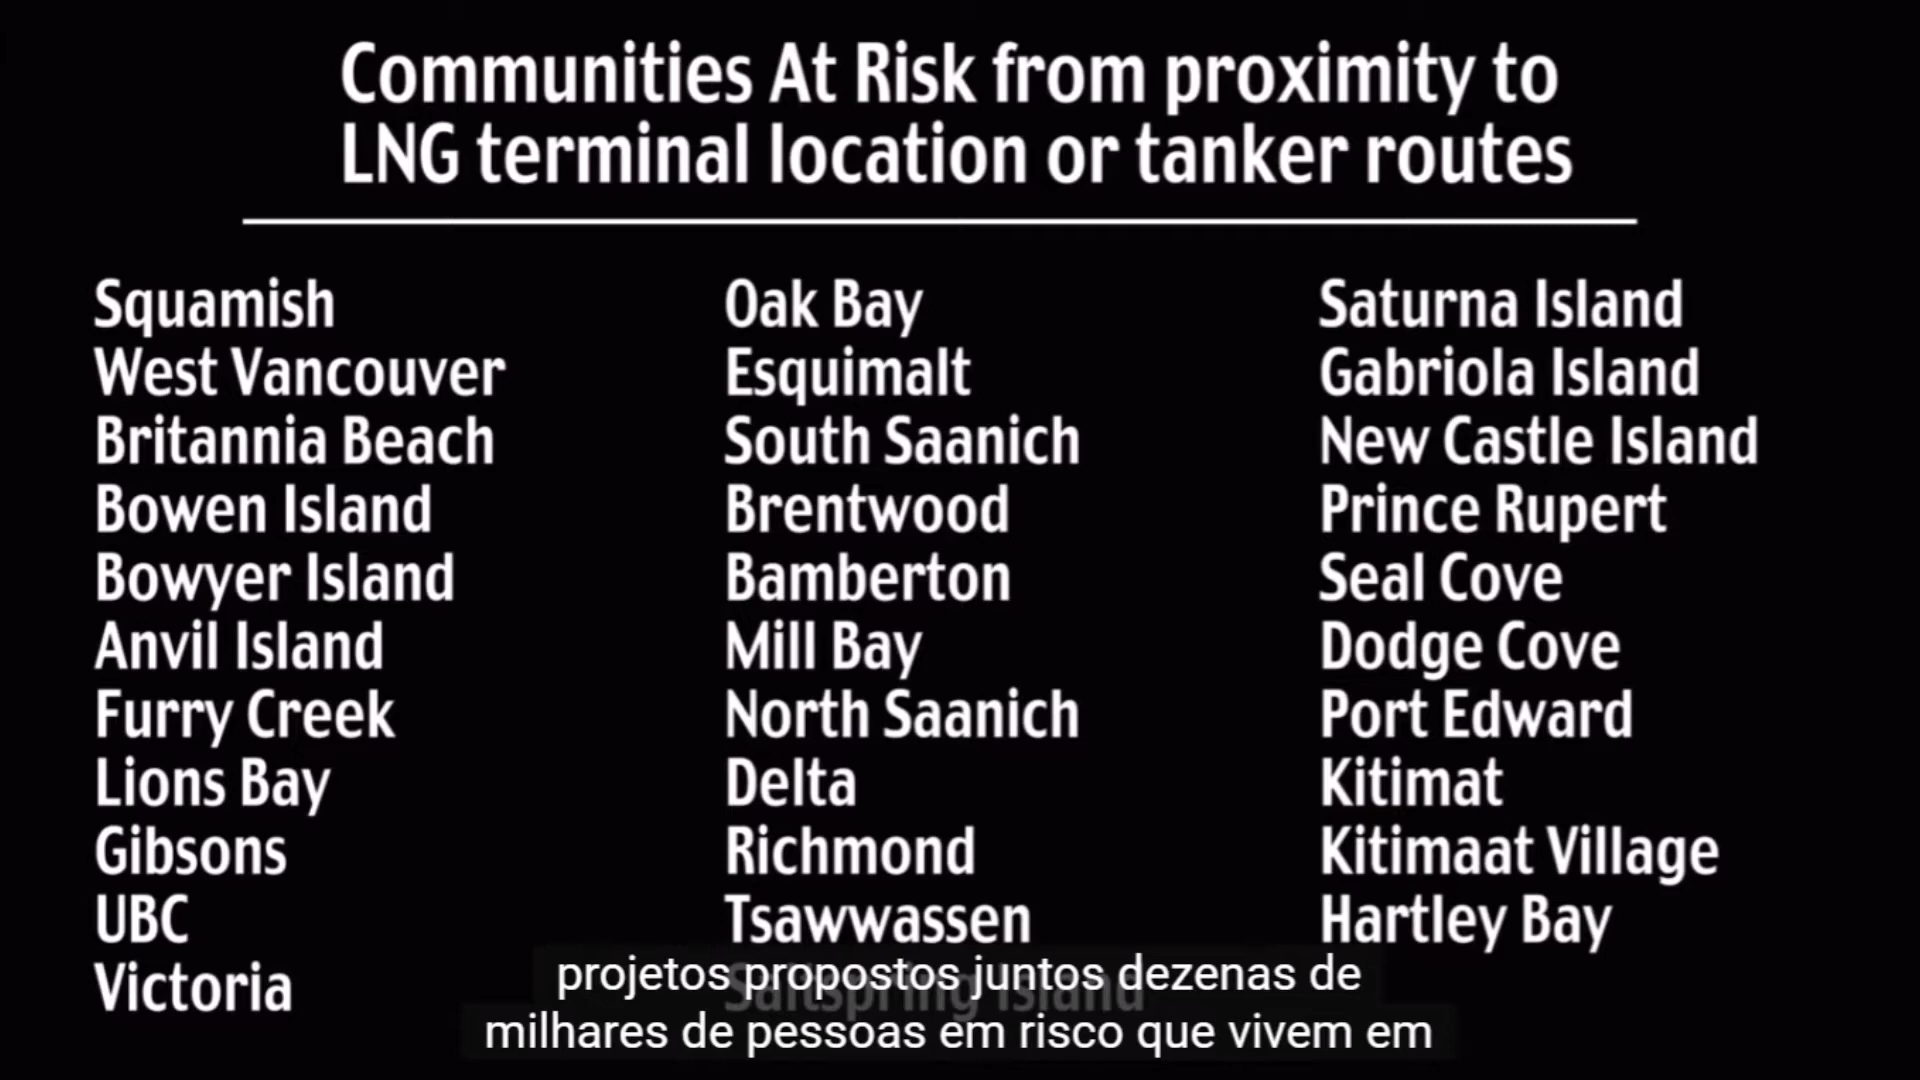 Communities At Risk from proximity to
LNG terminal location or tanker routes
Squamish
West Vancouver
Britannia Beach
Bowen Island
Bowyer Island
Anvil Island
Furry Creek
Lions Bay
Gibsons
UBC
Victoria
Oak Bay
Esquimalt
South Saanich
Brentwood
Bamberton
Mill Bay
North Saanich
Delta
Richmond
Tsawwassen
Saltspring Island
Saturna Island
Gabriola Island
New Castle Island
Prince Rupert
Seal Cove
Dodge Cove
Port Edward
Kitimat
Kitimaat Village
Hartley Bay
projetos propostos juntos dezenas de
milhares de pessoas em risco que vivem em